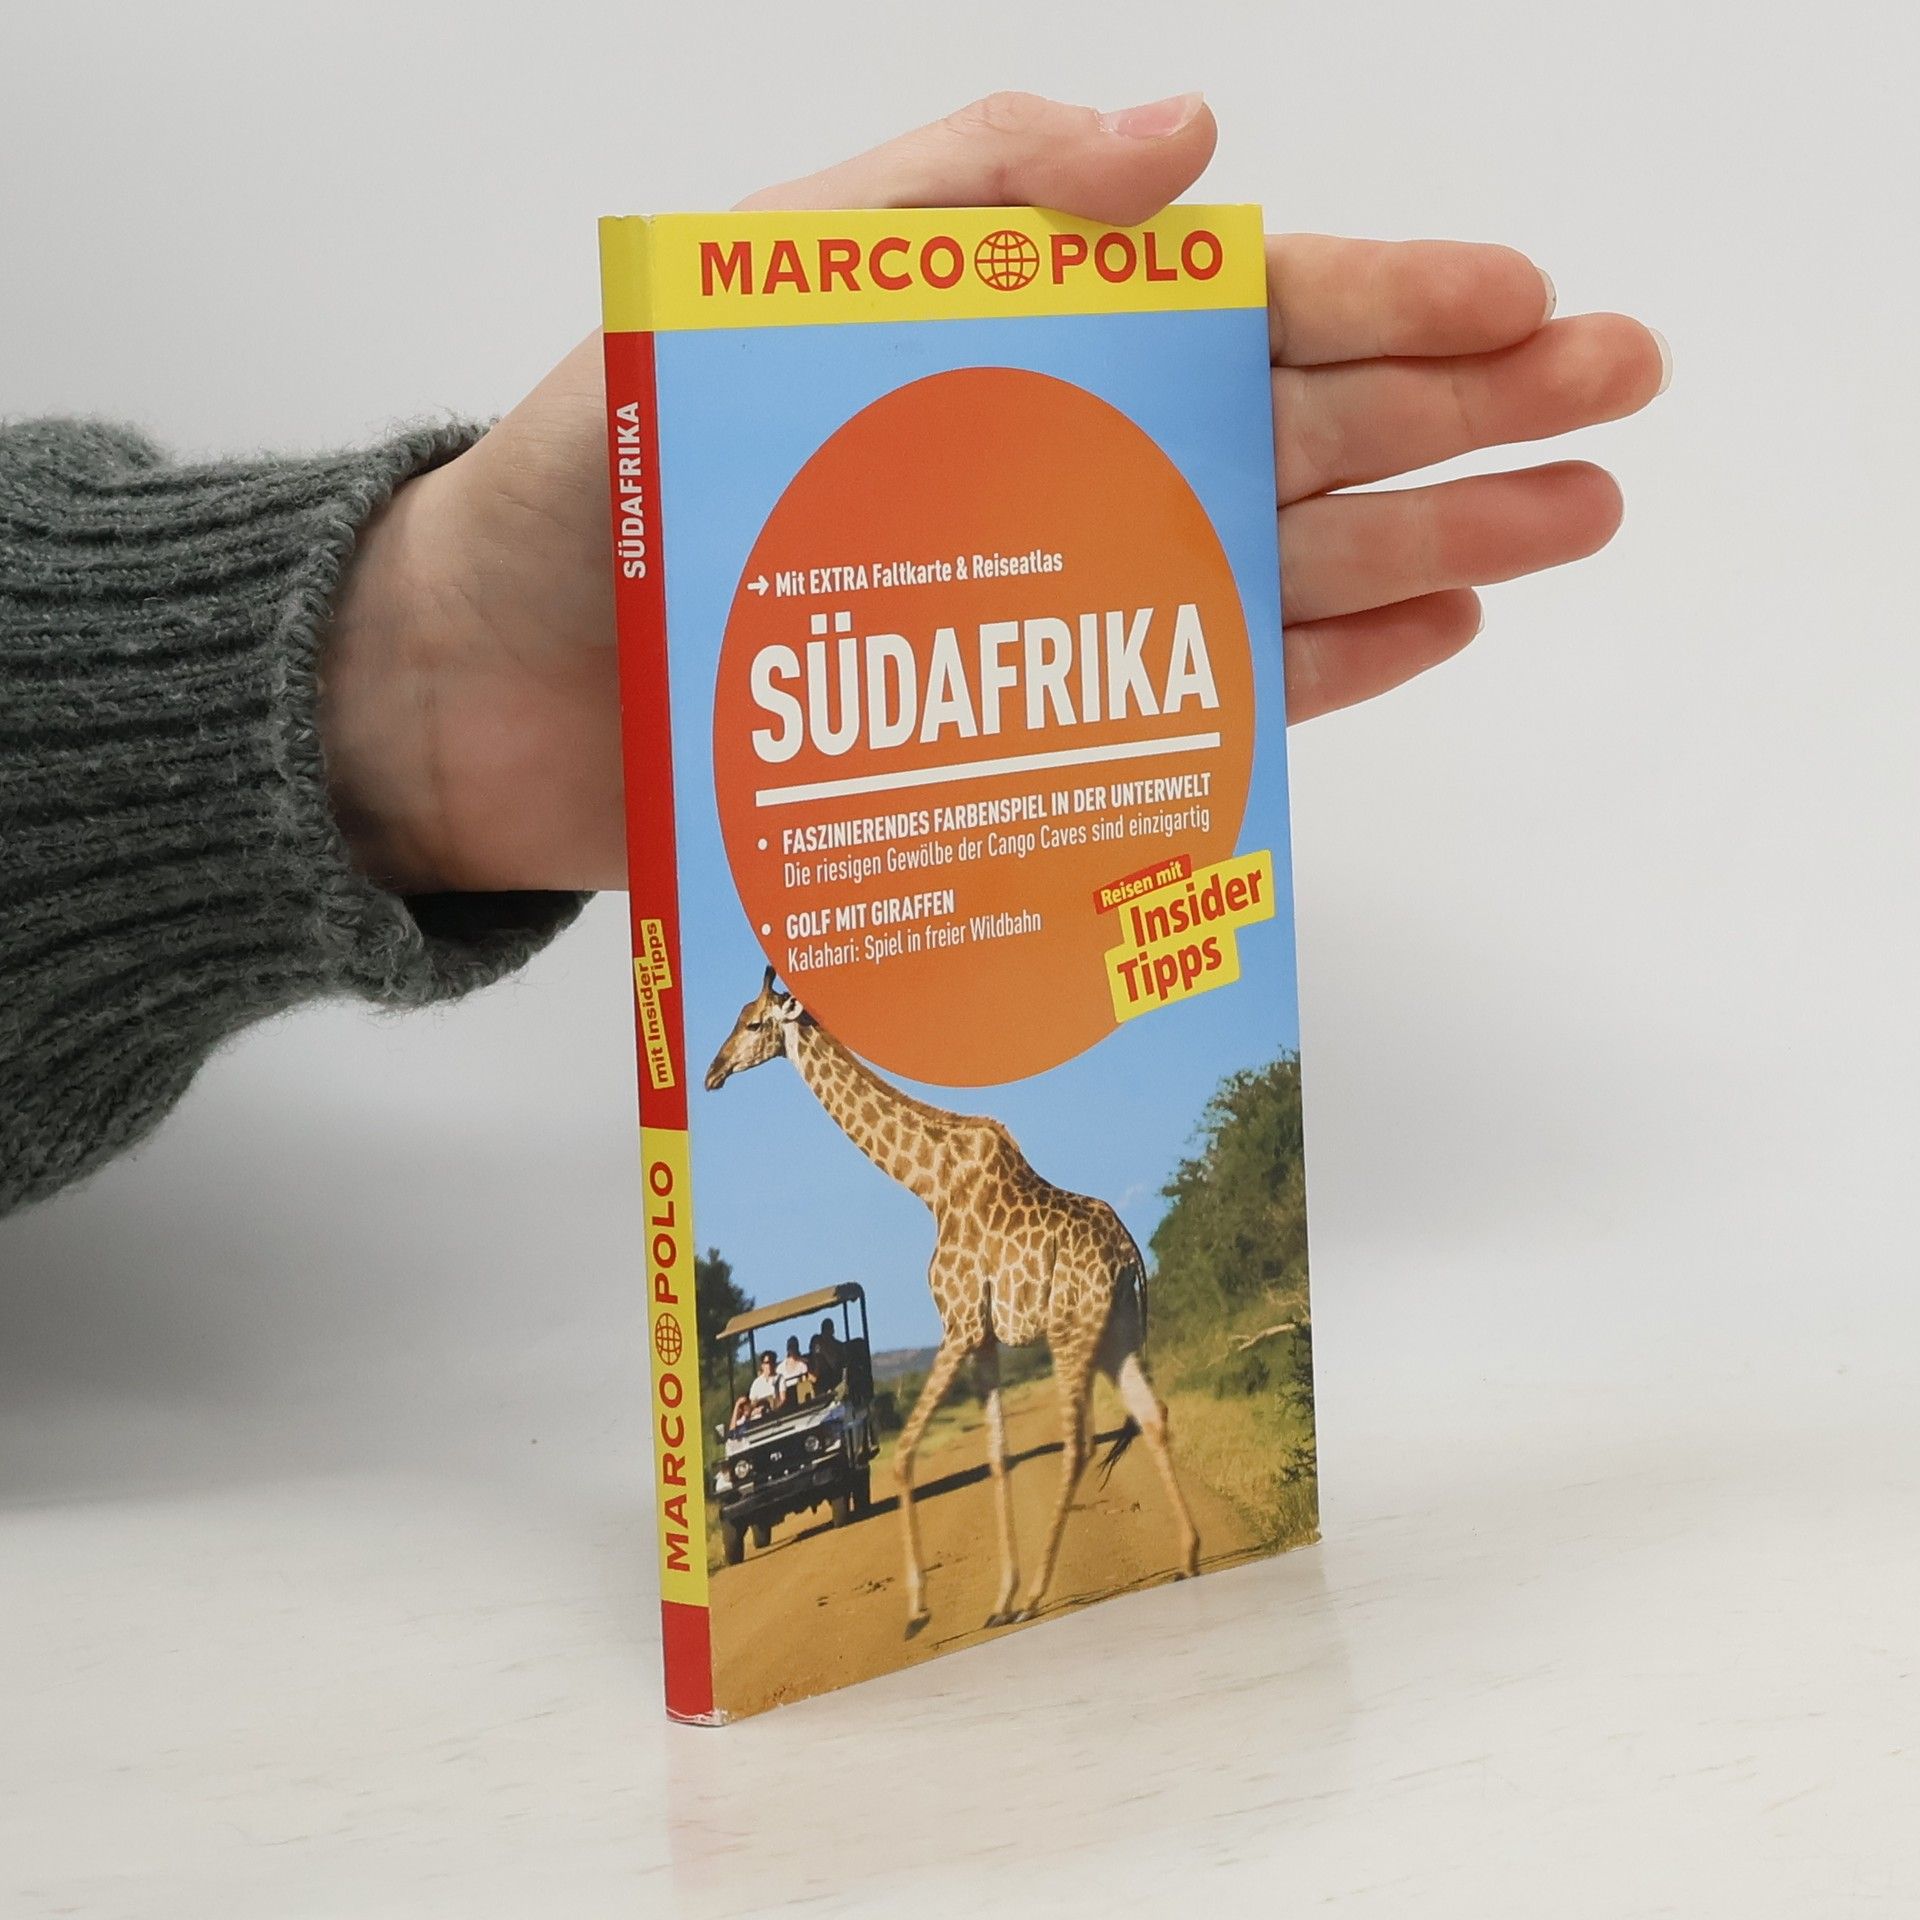 MARCO POLO
→ Mit EXTRA Faltkarte & Reiseatlas
SÜDAFRIKA
• FASZINIERENDES FARBENSPIEL IN DER UNTERWELT
Die riesigen Gewölbe der Cango Caves sind einzigartig
• GOLF MIT GIRAFFEN
Kalahari: Spiel in freier Wildbahn
Reisen mit
Insider
Tipps
SÜDAFRIKA
mit Insider
Tipps
MARCO POLO